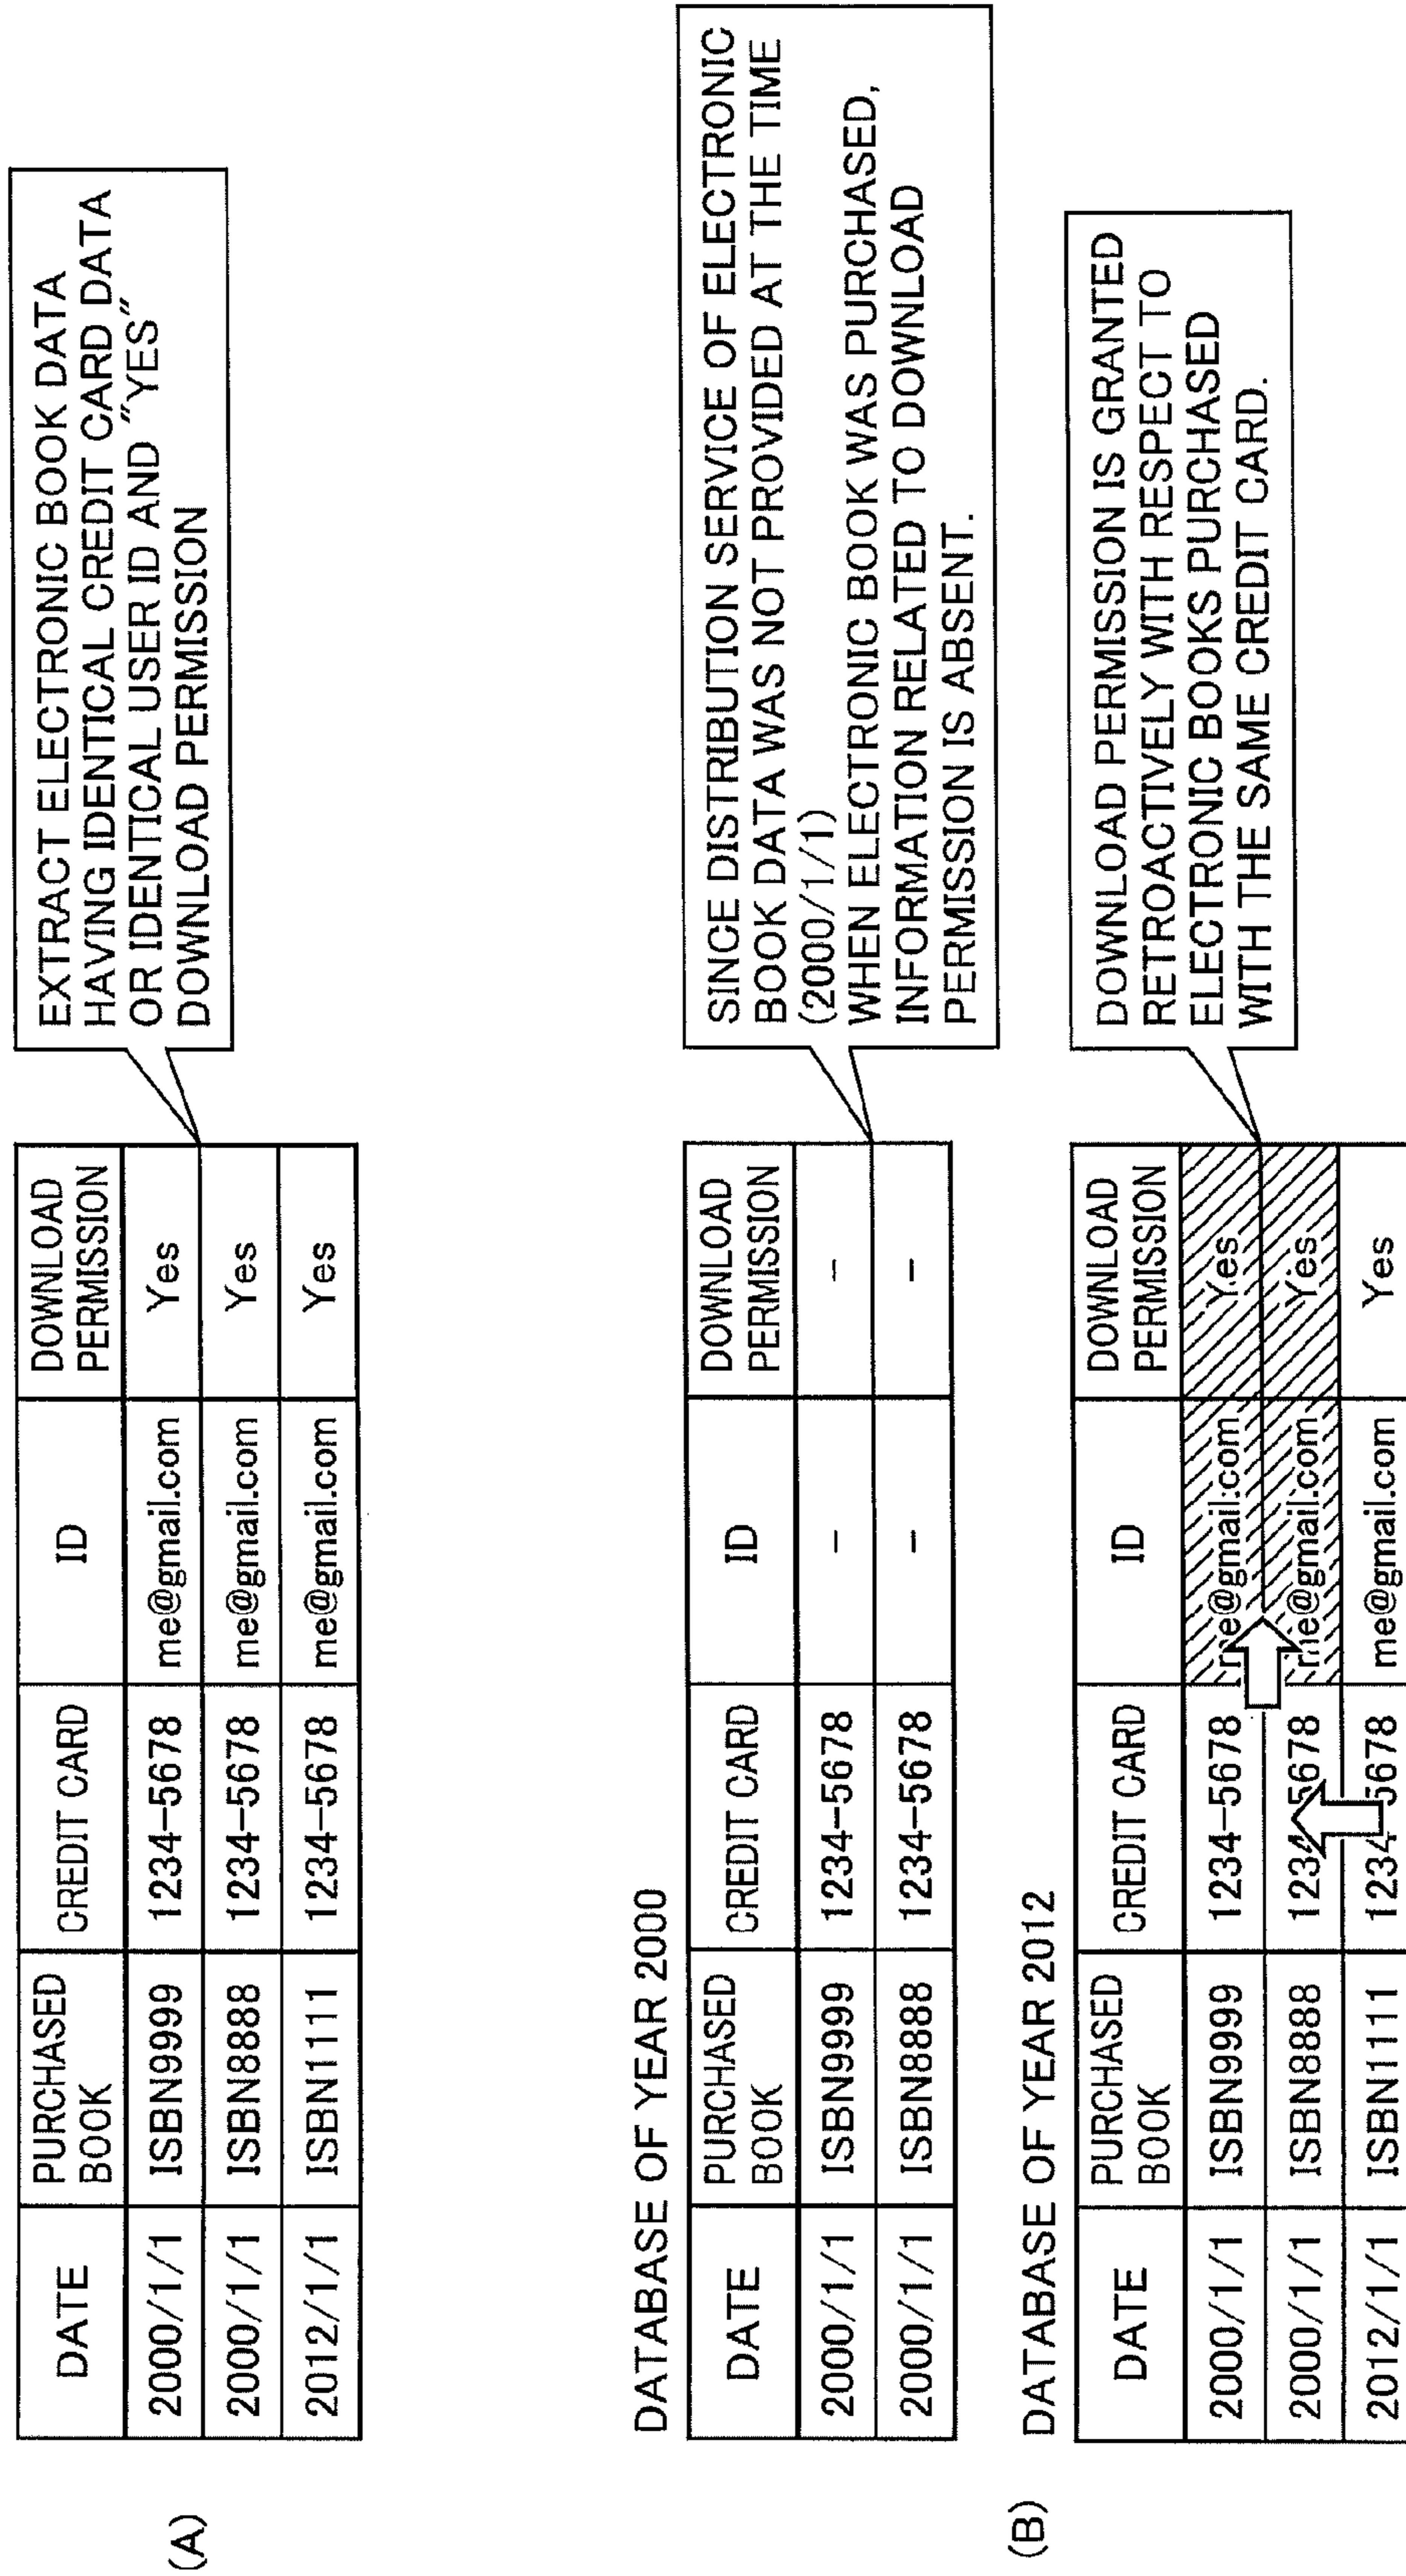 (A)
DATE PURCHASED BOOK CREDIT CARD ID DOWNLOAD PERMISSION
2000/1/1 ISBN9999 1234-5678 me@gmail.com Yes
2000/1/1 ISBN8888 1234-5678 me@gmail.com Yes
2012/1/1 ISBN1111 1234-5678 me@gmail.com Yes
EXTRACT ELECTRONIC BOOK DATA
HAVING IDENTICAL CREDIT CARD DATA
OR IDENTICAL USER ID AND "YES"
DOWNLOAD PERMISSION
(B)
DATABASE OF YEAR 2000
DATE PURCHASED BOOK CREDIT CARD ID DOWNLOAD PERMISSION
2000/1/1 ISBN9999 1234-5678 - -
2000/1/1 ISBN8888 1234-5678 - -
SINCE DISTRIBUTION SERVICE OF ELECTRONIC
BOOK DATA WAS NOT PROVIDED AT THE TIME
(2000/1/1)
WHEN ELECTRONIC BOOK WAS PURCHASED,
INFORMATION RELATED TO DOWNLOAD
PERMISSION IS ABSENT.
DATABASE OF YEAR 2012
DATE PURCHASED BOOK CREDIT CARD ID DOWNLOAD PERMISSION
2000/1/1 ISBN9999 1234-5678 me@gmail.com Yes
2000/1/1 ISBN8888 1234-5678 me@gmail.com Yes
2012/1/1 ISBN1111 1234-5678 me@gmail.com Yes
DOWNLOAD PERMISSION IS GRANTED
RETROACTIVELY WITH RESPECT TO
ELECTRONIC BOOKS PURCHASED
WITH THE SAME CREDIT CARD.